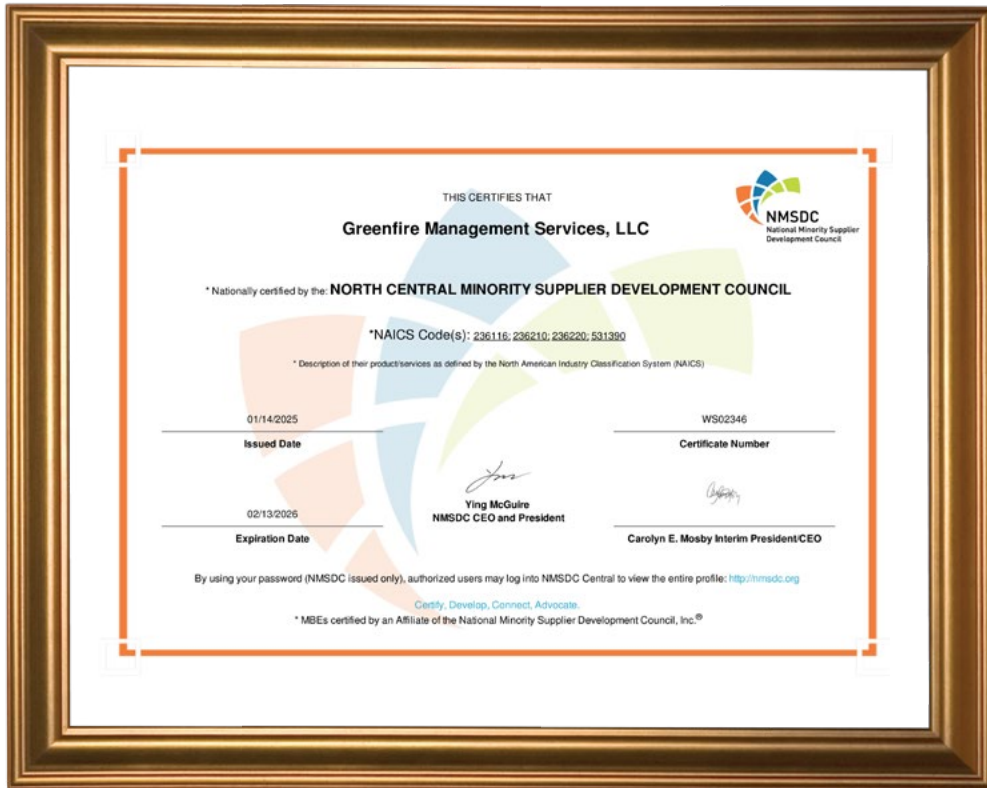 THIS CERTIFIES THAT
Greenfire Management Services, LLC
NMSDC
National Minority Supplier
Development Council
* Nationally certified by the: NORTH CENTRAL MINORITY SUPPLIER DEVELOPMENT COUNCIL
*NAICS Code(s): 236116; 236210; 236220; 531390
* Description of their product/services as defined by the North American Industry Classification System (NAICS)
01/14/2025
Issued Date
WS02346
Certificate Number
02/13/2026
Expiration Date
Ying McGuire
NMSDC CEO and President
Carolyn E. Mosby Interim President/CEO
By using your password (NMSDC issued only), authorized users may log into NMSDC Central to view the entire profile: http://nmsdc.org
Certify, Develop, Connect, Advocate.
* MBEs certified by an Affiliate of the National Minority Supplier Development Council, Inc.®